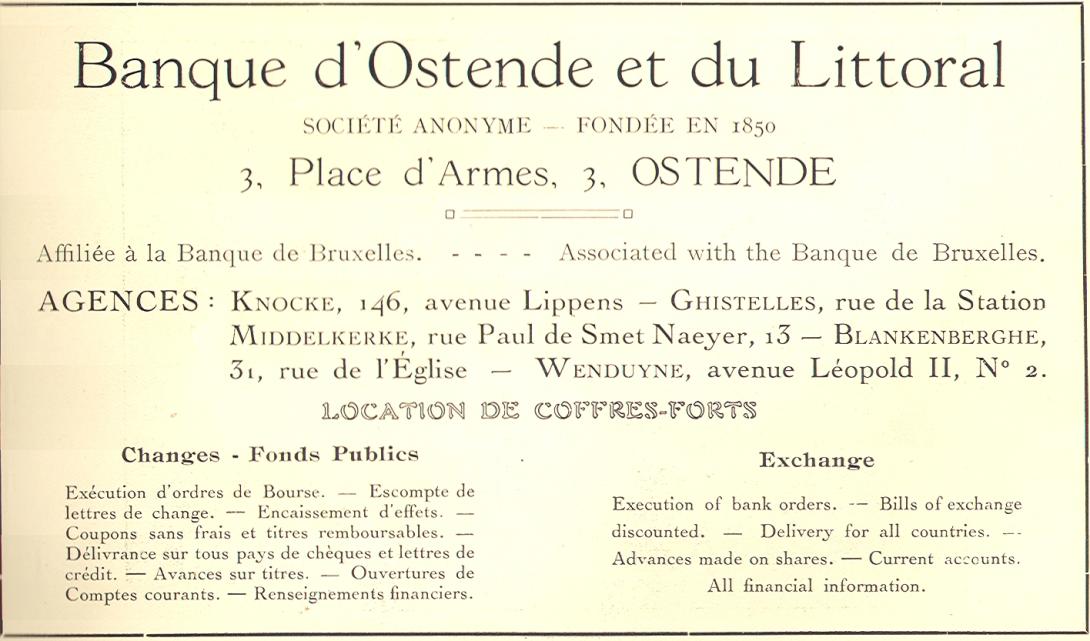 Banque d'Ostende et du Littoral
SOCIÉTÉ ANONYME — FONDÉE EN 1850
3, Place d'Armes, 3, OSTENDE
Affiliée à la Banque de Bruxelles. - - - - Associated with the Banque de Bruxelles.
AGENCES : KNOCKE, 146, avenue Lippens — GHISTELLES, rue de la Station
MIDDELKERKE, rue Paul de Smet Naeyer, 13 — BLANKENBERGHE,
31, rue de l'Église — WENDUYNE, avenue Léopold II, N° 2.
LOCATION DE COFFRES-FORTS
Changes - Fonds Publics
Exécution d'ordres de Bourse. — Escompte de
lettres de change. — Encaissement d'effets. —
Coupons sans frais et titres remboursables. —
Délivrance sur tous pays de chèques et lettres de
crédit. — Avances sur titres. — Ouvertures de
Comptes courants. — Renseignements financiers.
Exchange
Execution of bank orders. -- Bills of exchange
discounted. — Delivery for all countries. —
Advances made on shares. — Current accounts.
All financial information.